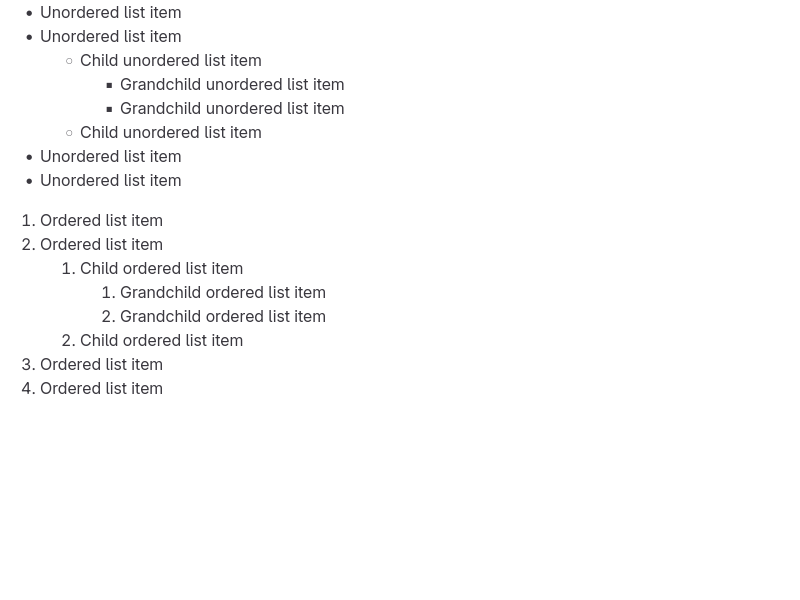 • Unordered list item
• Unordered list item
○ Child unordered list item
▪ Grandchild unordered list item
▪ Grandchild unordered list item
○ Child unordered list item
• Unordered list item
• Unordered list item
1. Ordered list item
2. Ordered list item
1. Child ordered list item
1. Grandchild ordered list item
2. Grandchild ordered list item
2. Child ordered list item
3. Ordered list item
4. Ordered list item